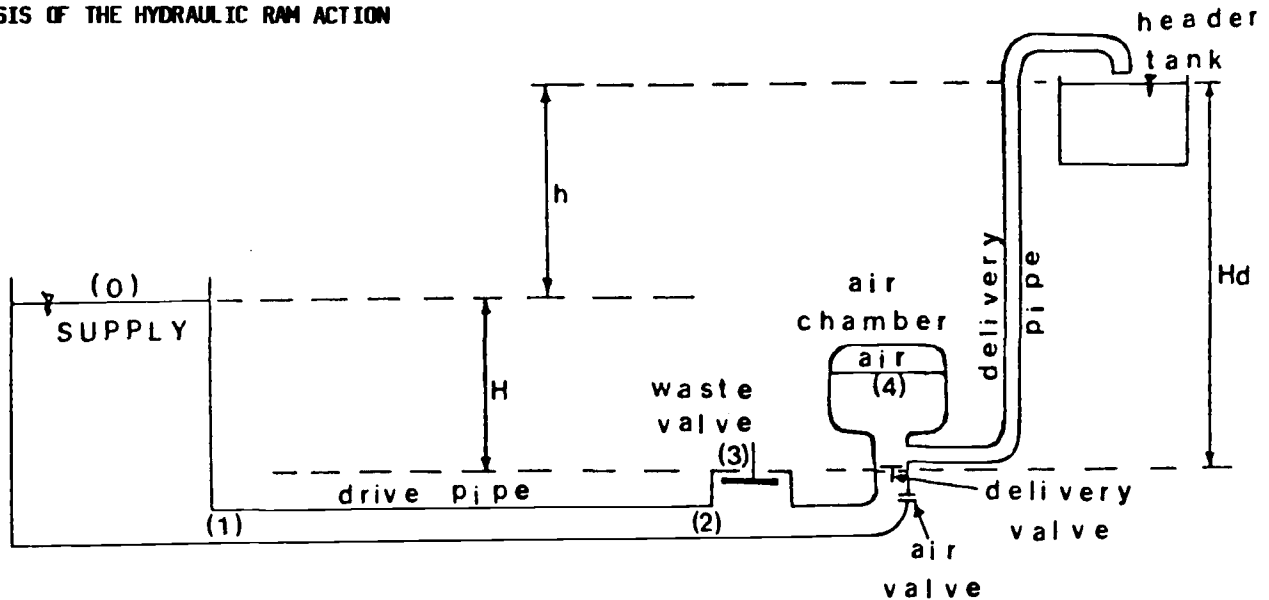 SIS OF THE HYDRAULIC RAM ACTION
header
tank
h
(0)
SUPPLY
H
air
chamber
air
(4)
delivery
pipe
Hd
waste
valve
(3)
drive pipe
(1)
(2)
delivery
valve
air
valve